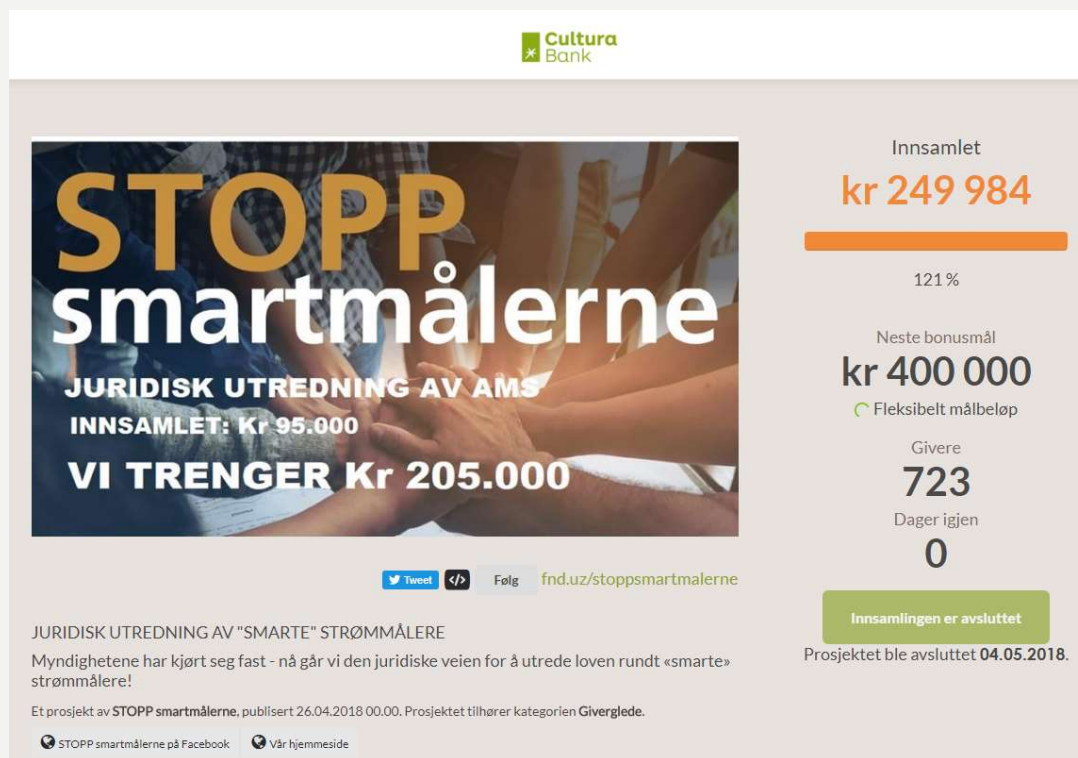 Cultura
Bank
STOPP
smartmålerne
JURIDISK UTREDNING AV AMS
INNSAMLET: Kr 95.000
VI TRENGER Kr 205.000
Tweet </> Følg fnd.uz/stoppsmartmalerne
JURIDISK UTREDNING AV "SMARTE" STRØMMÅLERE
Myndighetene har kjørt seg fast - nå går vi den juridiske veien for å utrede loven rundt «smarte»
strømmålere!
Et prosjekt av STOPP smartmålerne, publisert 26.04.2018 00.00. Prosjektet tilhører kategorien Giverglede.
STOPP smartmålerne på Facebook Vår hjemmeside
Innsamlet
kr 249 984
121 %
Neste bonusmål
kr 400 000
Fleksibelt målbeløp
Givere
723
Dager igjen
0
Innsamlingen er avsluttet
Prosjektet ble avsluttet 04.05.2018.